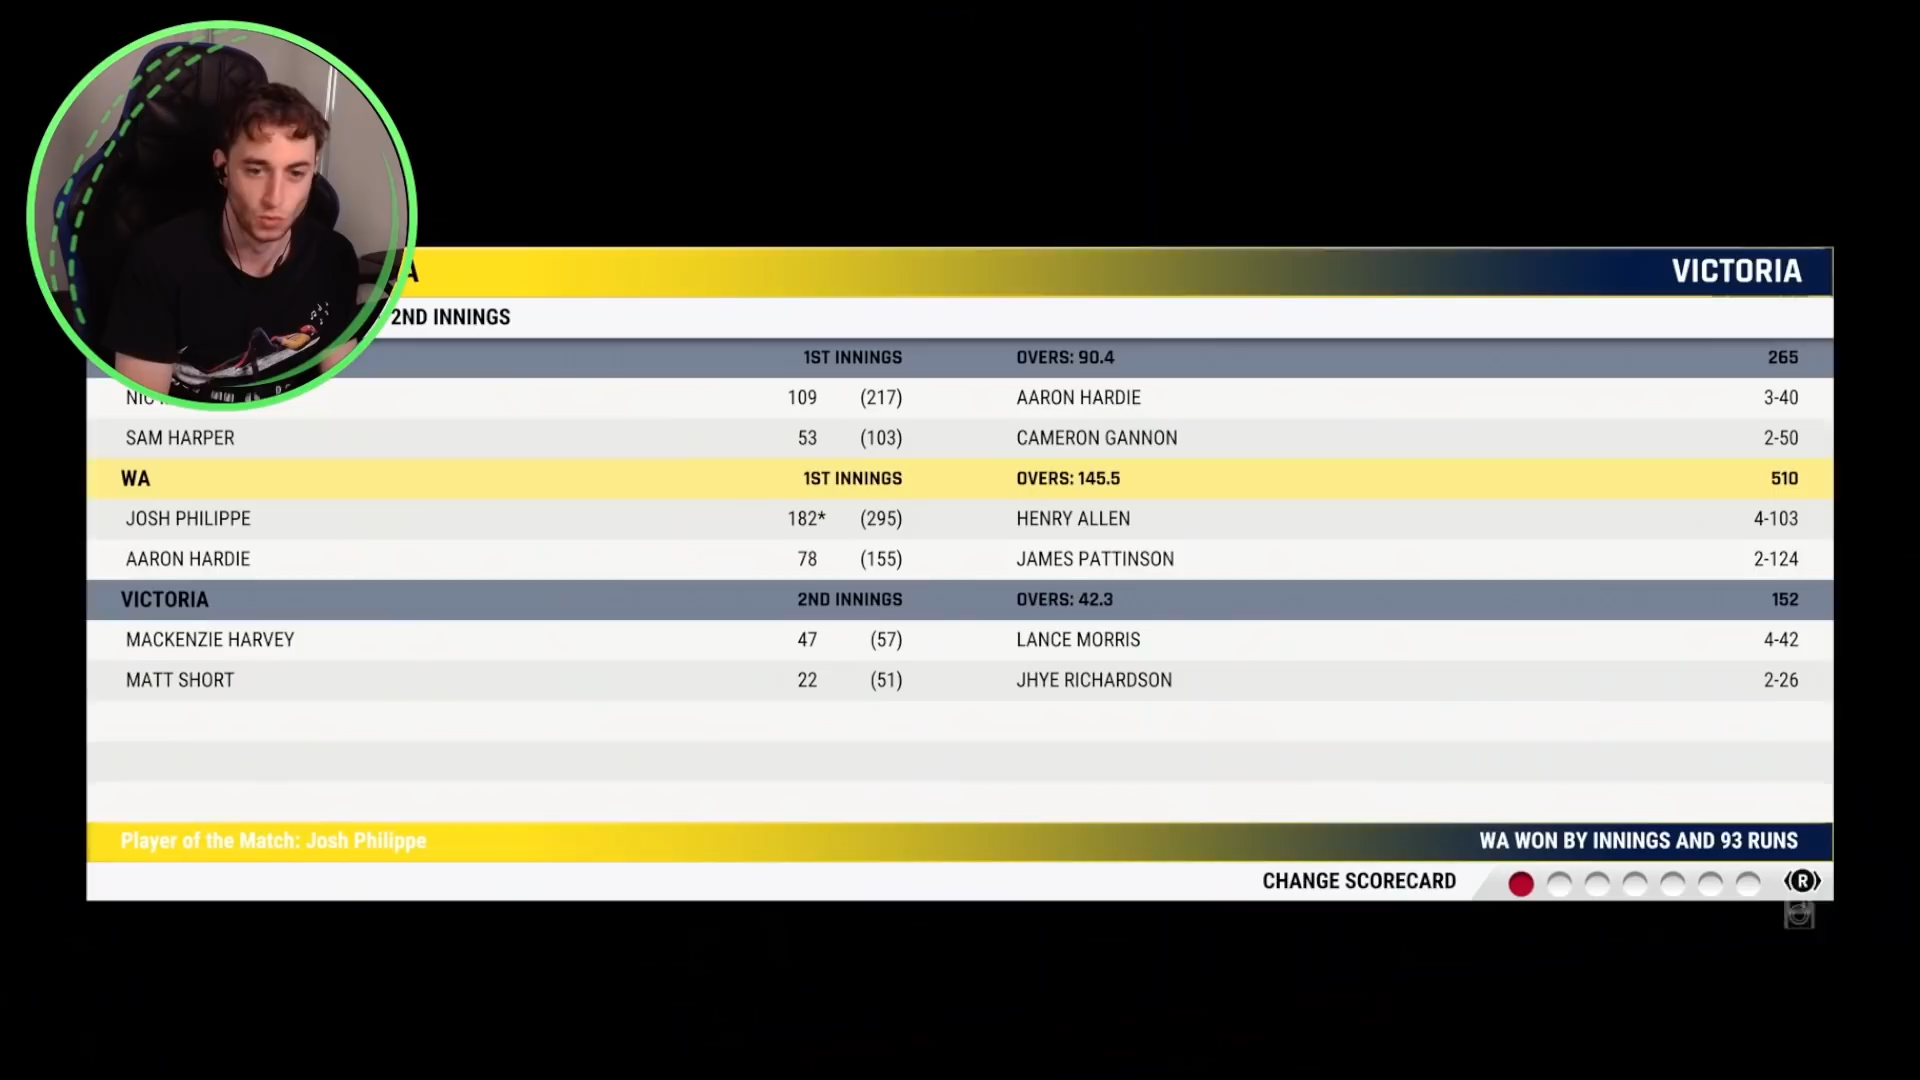 VICTORIA
2ND INNINGS
1ST INNINGS OVERS: 90.4 265
109 (217) AARON HARDIE 3-40
SAM HARPER 53 (103) CAMERON GANNON 2-50
WA 1ST INNINGS OVERS: 145.5 510
JOSH PHILIPPE 182* (295) HENRY ALLEN 4-103
AARON HARDIE 78 (155) JAMES PATTINSON 2-124
VICTORIA 2ND INNINGS OVERS: 42.3 152
MACKENZIE HARVEY 47 (57) LANCE MORRIS 4-42
MATT SHORT 22 (51) JHYE RICHARDSON 2-26
Player of the Match: Josh Philippe WA WON BY INNINGS AND 93 RUNS
CHANGE SCORECARD R